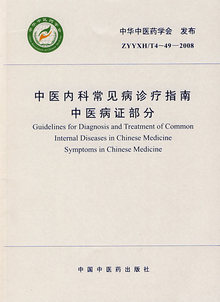 中华中医药学会 发布
ZYYXH/T4—49—2008
中医内科常见病诊疗指南
中医病证部分
Guidelines for Diagnosis and Treatment of Common
Internal Diseases in Chinese Medicine
Symptoms in Chinese Medicine
中国中医药出版社